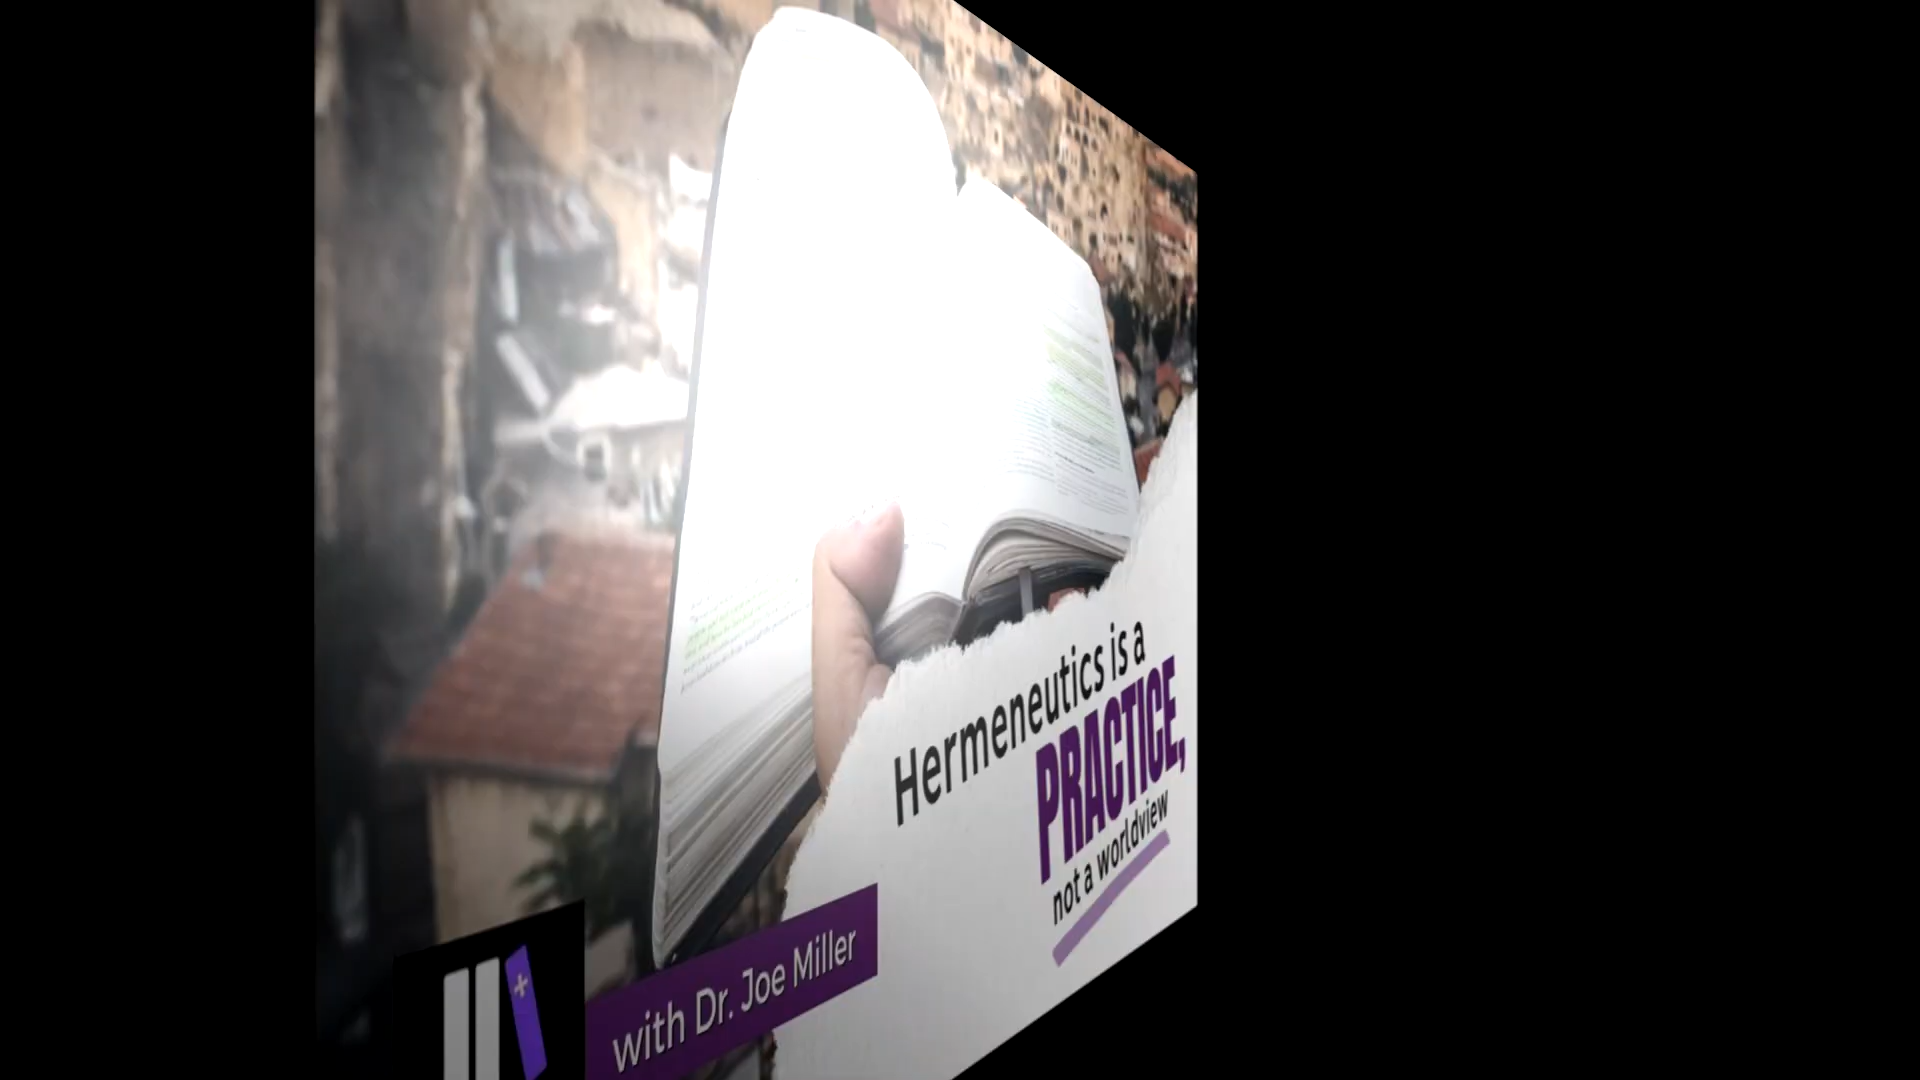 Hermeneutics is a
PRACTICE,
not a worldview
with Dr. Joe Miller